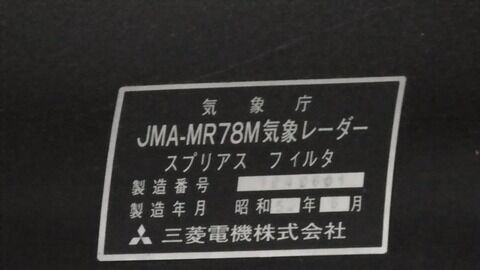 気象庁
JMA-MR78M気象レーダー
スプリアス フィルタ
製造番号
製造年月 昭和 年 月
三菱電機株式会社